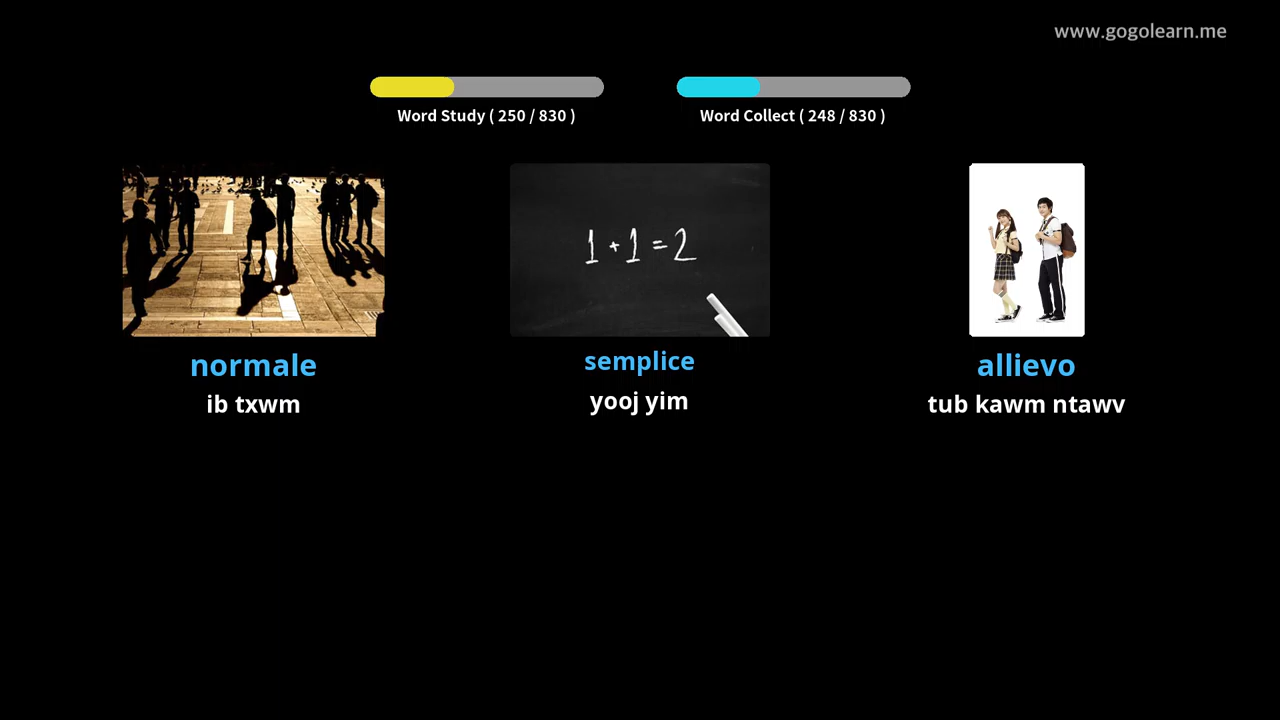 www.gogolearn.me
Word Study ( 250 / 830 )
Word Collect ( 248 / 830 )
1+1=2
normale
semplice
allievo
ib txwm
yooj yim
tub kawm ntawv